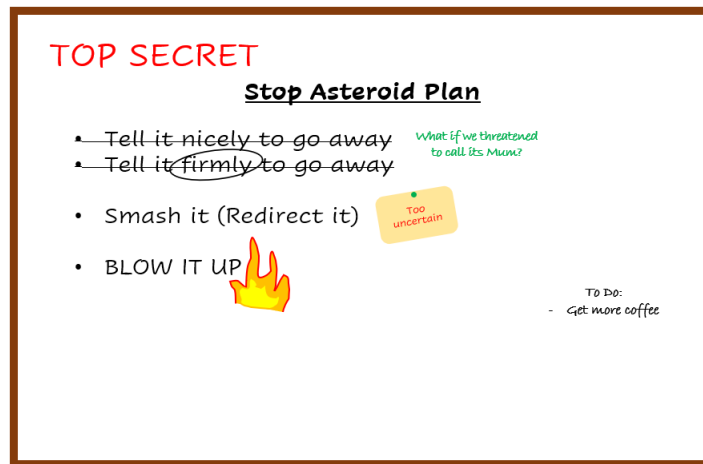 TOP SECRET
Stop Asteroid Plan
• Tell it nicely to go away
• Tell it firmly to go away
What if we threatened
to call its Mum?
• Smash it (Redirect it)
Too
uncertain
• BLOW IT UP
To Do:
- Get more coffee